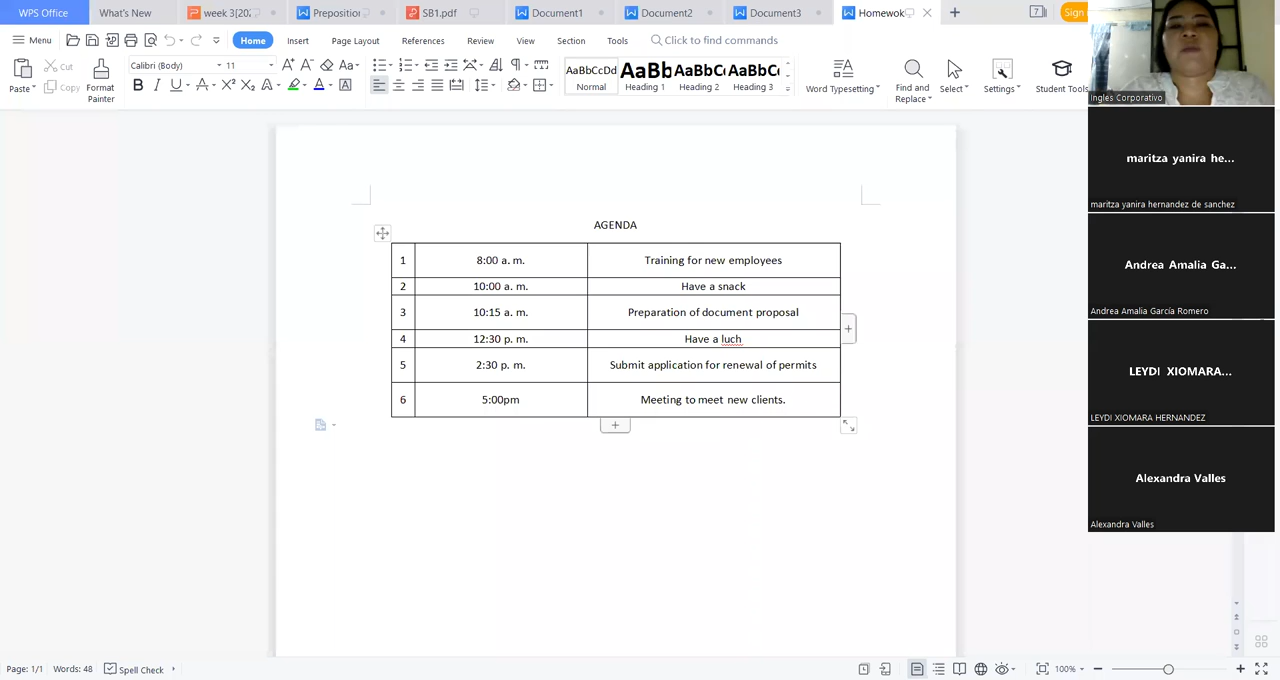 WPS Office What's New week 3[202 Preposition SB1.pdf Document1 Document2 Document3 Homewok 7 Sign
Menu Home Insert Page Layout References Review View Section Tools Click to find commands
Paste Cut Copy Format Painter Calibri (Body) 11 AaBbCcDd Normal AaBb Heading 1 AaBbCc Heading 2 AaBbCc Heading 3 Word Typesetting Find and Replace Select Settings Student Tools
Ingles Corporativo
maritza yanira he...
maritza yanira hernandez de sanchez
Andrea Amalia Ga...
Andrea Amalia García Romero
LEYDI XIOMARA...
LEYDI XIOMARA HERNANDEZ
Alexandra Valles
Alexandra Valles
AGENDA
1 8:00 a. m. Training for new employees
2 10:00 a. m. Have a snack
3 10:15 a. m. Preparation of document proposal
4 12:30 p. m. Have a luch
5 2:30 p. m. Submit application for renewal of permits
6 5:00pm Meeting to meet new clients.
Page: 1/1 Words: 48 Spell Check 100%